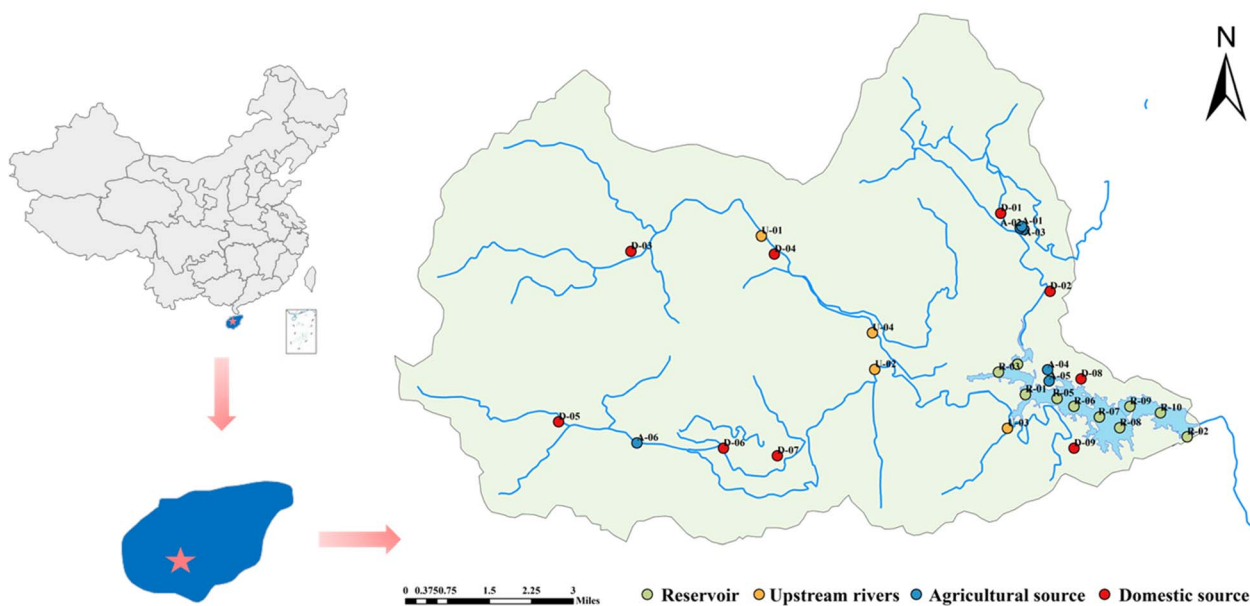 N
D-01
A-01
A-02
A-03
U-01
D-03
D-04
D-02
U-04
U-02
A-04
R-03
A-05
D-08
R-01
R-05
R-06
R-09
R-07
R-10
R-08
R-02
D-05
U-03
A-06
D-06
D-09
D-07
0 0.375 0.75 1.5 2.25 3
Miles
Reservoir Upstream rivers Agricultural source Domestic source